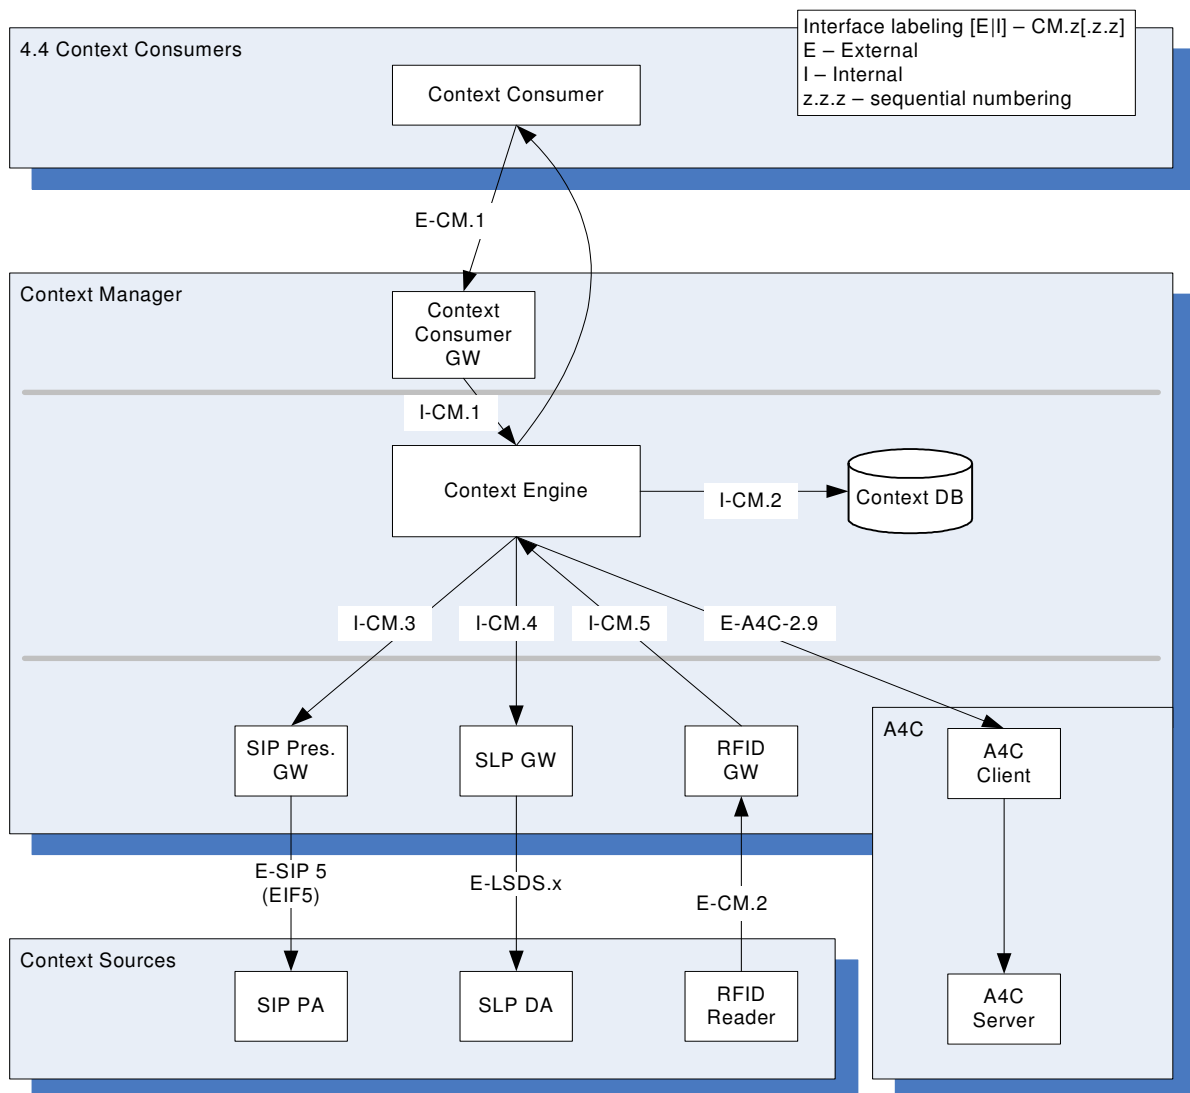 Interface labeling [E|I] – CM.z[.z.z]
E – External
I – Internal
z.z.z – sequential numbering
4.4 Context Consumers
Context Consumer
E-CM.1
Context Manager
Context
Consumer
GW
I-CM.1
Context Engine
I-CM.2
Context DB
I-CM.3
I-CM.4
I-CM.5
E-A4C-2.9
SIP Pres.
GW
SLP GW
RFID
GW
A4C
A4C
Client
E-SIP 5
(EIF5)
E-LSDS.x
E-CM.2
Context Sources
SIP PA
SLP DA
RFID
Reader
A4C
Server